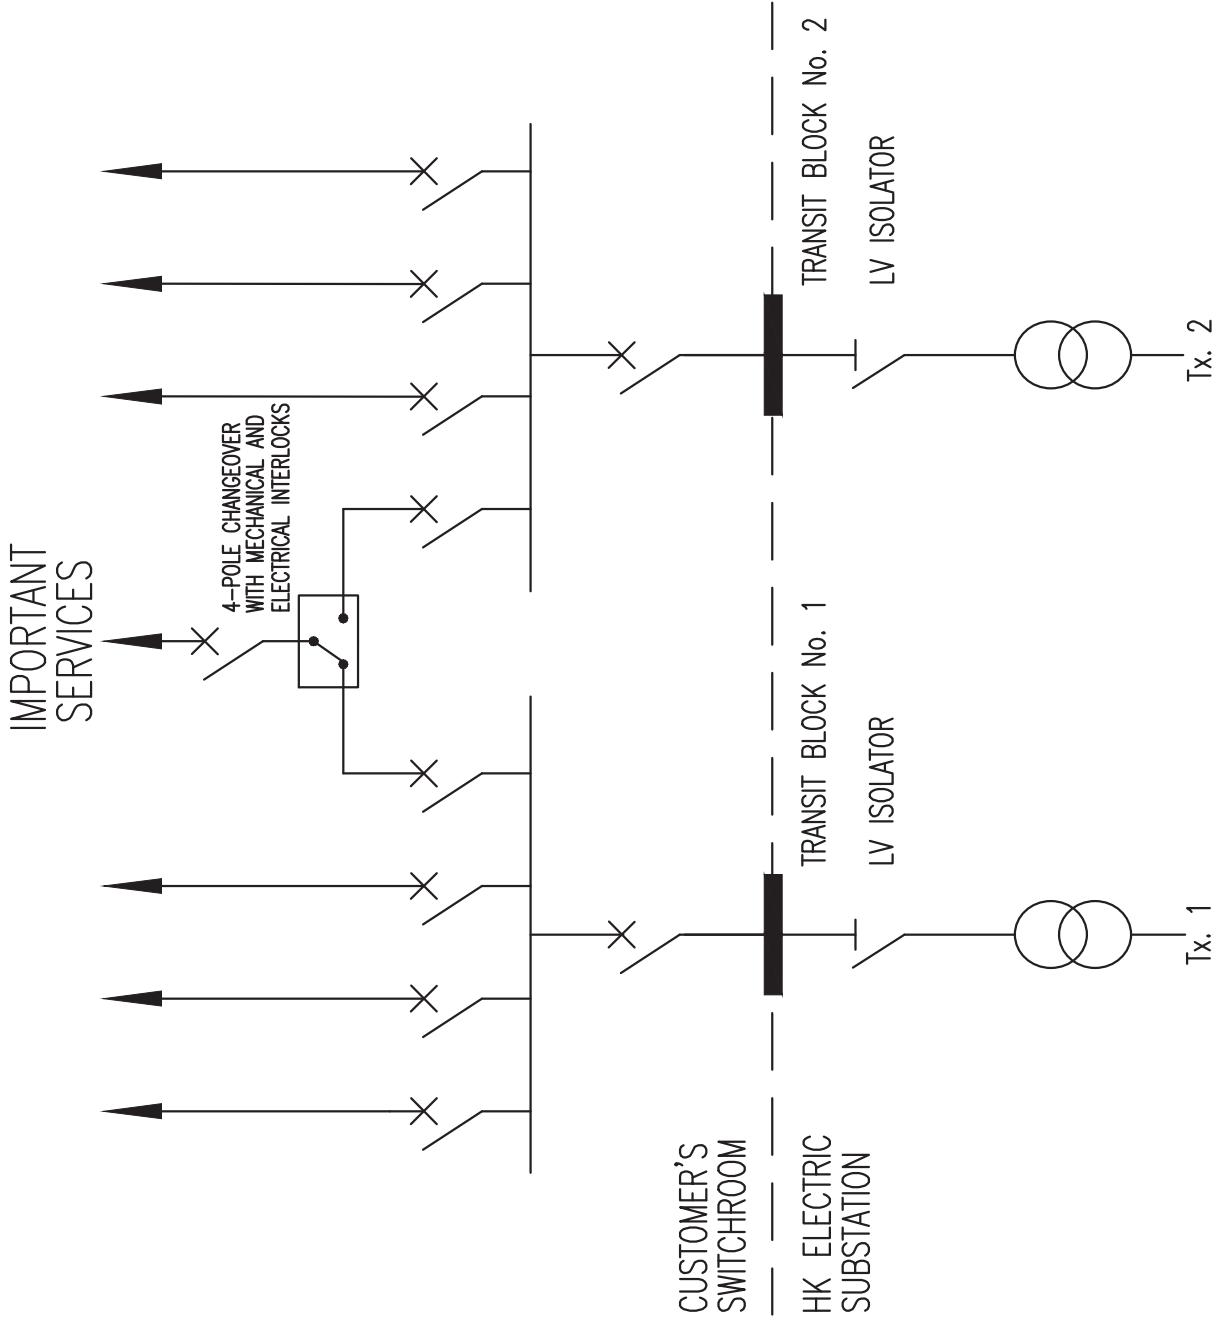 IMPORTANT
SERVICES
4-POLE CHANGEOVER
WITH MECHANICAL AND
ELECTRICAL INTERLOCKS
CUSTOMER'S
SWITCHROOM
HK ELECTRIC
SUBSTATION
TRANSIT BLOCK No. 1
LV ISOLATOR
Tx. 1
TRANSIT BLOCK No. 2
LV ISOLATOR
Tx. 2